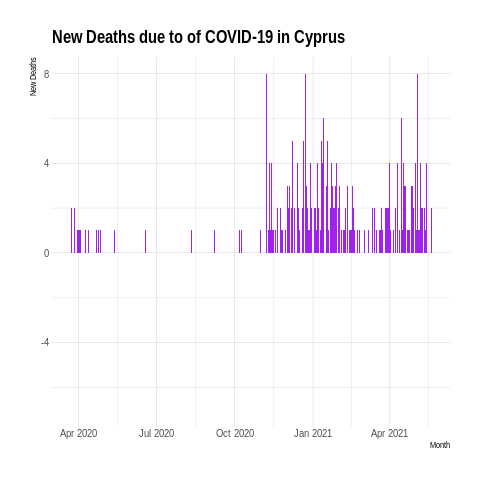 New Deaths due to of COVID-19 in Cyprus
New Deaths
8
4
0
-4
Apr 2020 Jul 2020 Oct 2020 Jan 2021 Apr 2021
Month